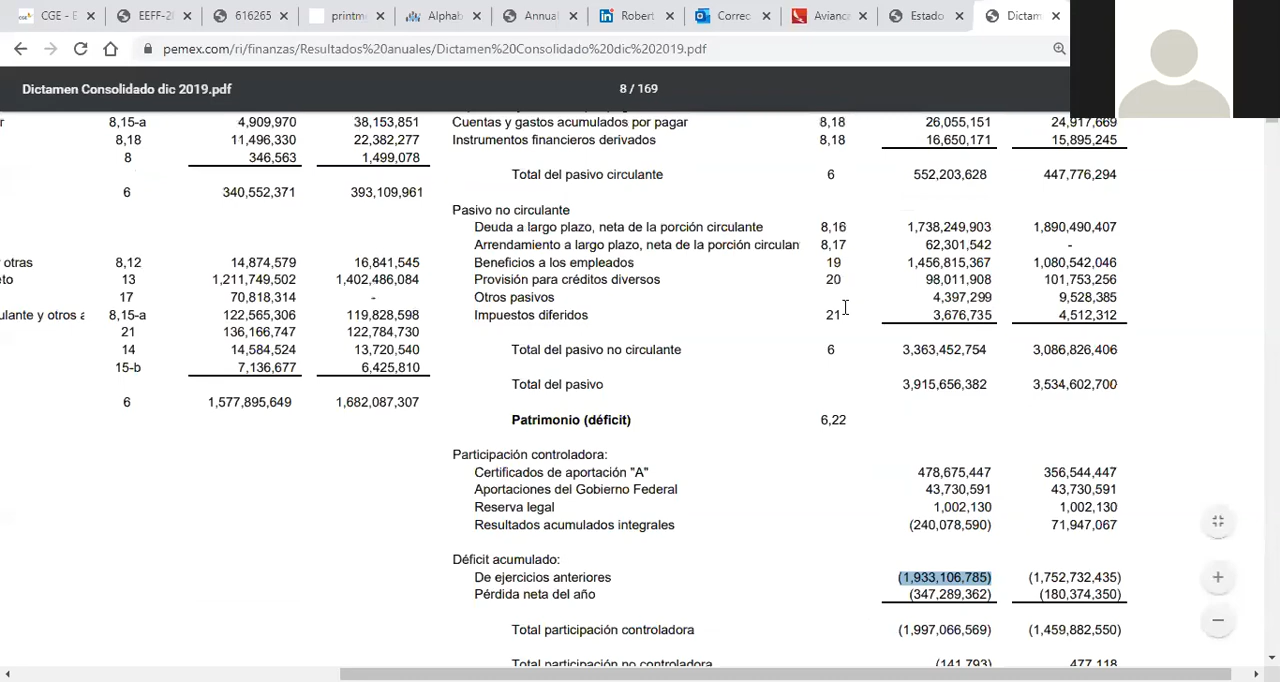 CGE - E
EEFF-2
616265
printm
Alphab
Annua
Robert
Correc
Avianc
Estado
Dictam
pemex.com/ri/finanzas/Resultados%20anuales/Dictamen%20Consolidado%20dic%202019.pdf
Dictamen Consolidado dic 2019.pdf 8 / 169
r 8,15-a 4,909,970 38,153,851 Cuentas y gastos acumulados por pagar 8,18 26,055,151 24,917,669
8,18 11,496,330 22,382,277 Instrumentos financieros derivados 8,18 16,650,171 15,895,245
8 346,563 1,499,078
Total del pasivo circulante 6 552,203,628 447,776,294
6 340,552,371 393,109,961
Pasivo no circulante
Deuda a largo plazo, neta de la porción circulante 8,16 1,738,249,903 1,890,490,407
Arrendamiento a largo plazo, neta de la porción circulan 8,17 62,301,542 -
y otras 8,12 14,874,579 16,841,545 Beneficios a los empleados 19 1,456,815,367 1,080,542,046
eto 13 1,211,749,502 1,402,486,084 Provisión para créditos diversos 20 98,011,908 101,753,256
17 70,818,314 - Otros pasivos 4,397,299 9,528,385
ulante y otros a 8,15-a 122,565,306 119,828,598 Impuestos diferidos 21 3,676,735 4,512,312
21 136,166,747 122,784,730
14 14,584,524 13,720,540 Total del pasivo no circulante 6 3,363,452,754 3,086,826,406
15-b 7,136,677 6,425,810
Total del pasivo 3,915,656,382 3,534,602,700
6 1,577,895,649 1,682,087,307
Patrimonio (déficit) 6,22
Participación controladora:
Certificados de aportación "A" 478,675,447 356,544,447
Aportaciones del Gobierno Federal 43,730,591 43,730,591
Reserva legal 1,002,130 1,002,130
Resultados acumulados integrales (240,078,590) 71,947,067
Déficit acumulado:
De ejercicios anteriores (1,933,106,785) (1,752,732,435)
Pérdida neta del año (347,289,362) (180,374,350)
Total participación controladora (1,997,066,569) (1,459,882,550)
Total participación no controladora (141,793) 477,118